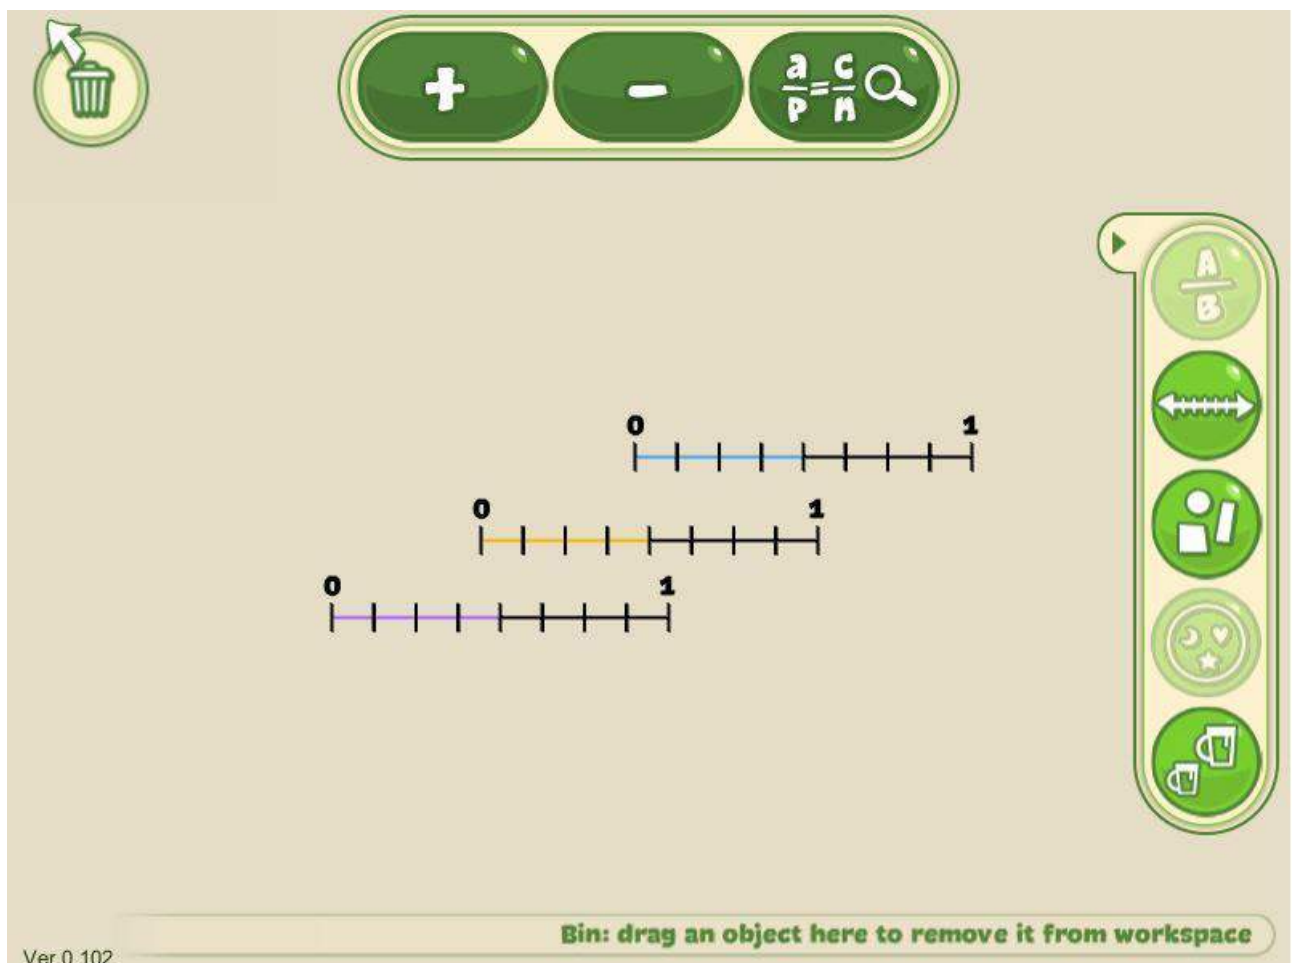 + - a/p=c/n
A/B
0 1
0 1
0 1
Bin: drag an object here to remove it from workspace
Ver 0.102